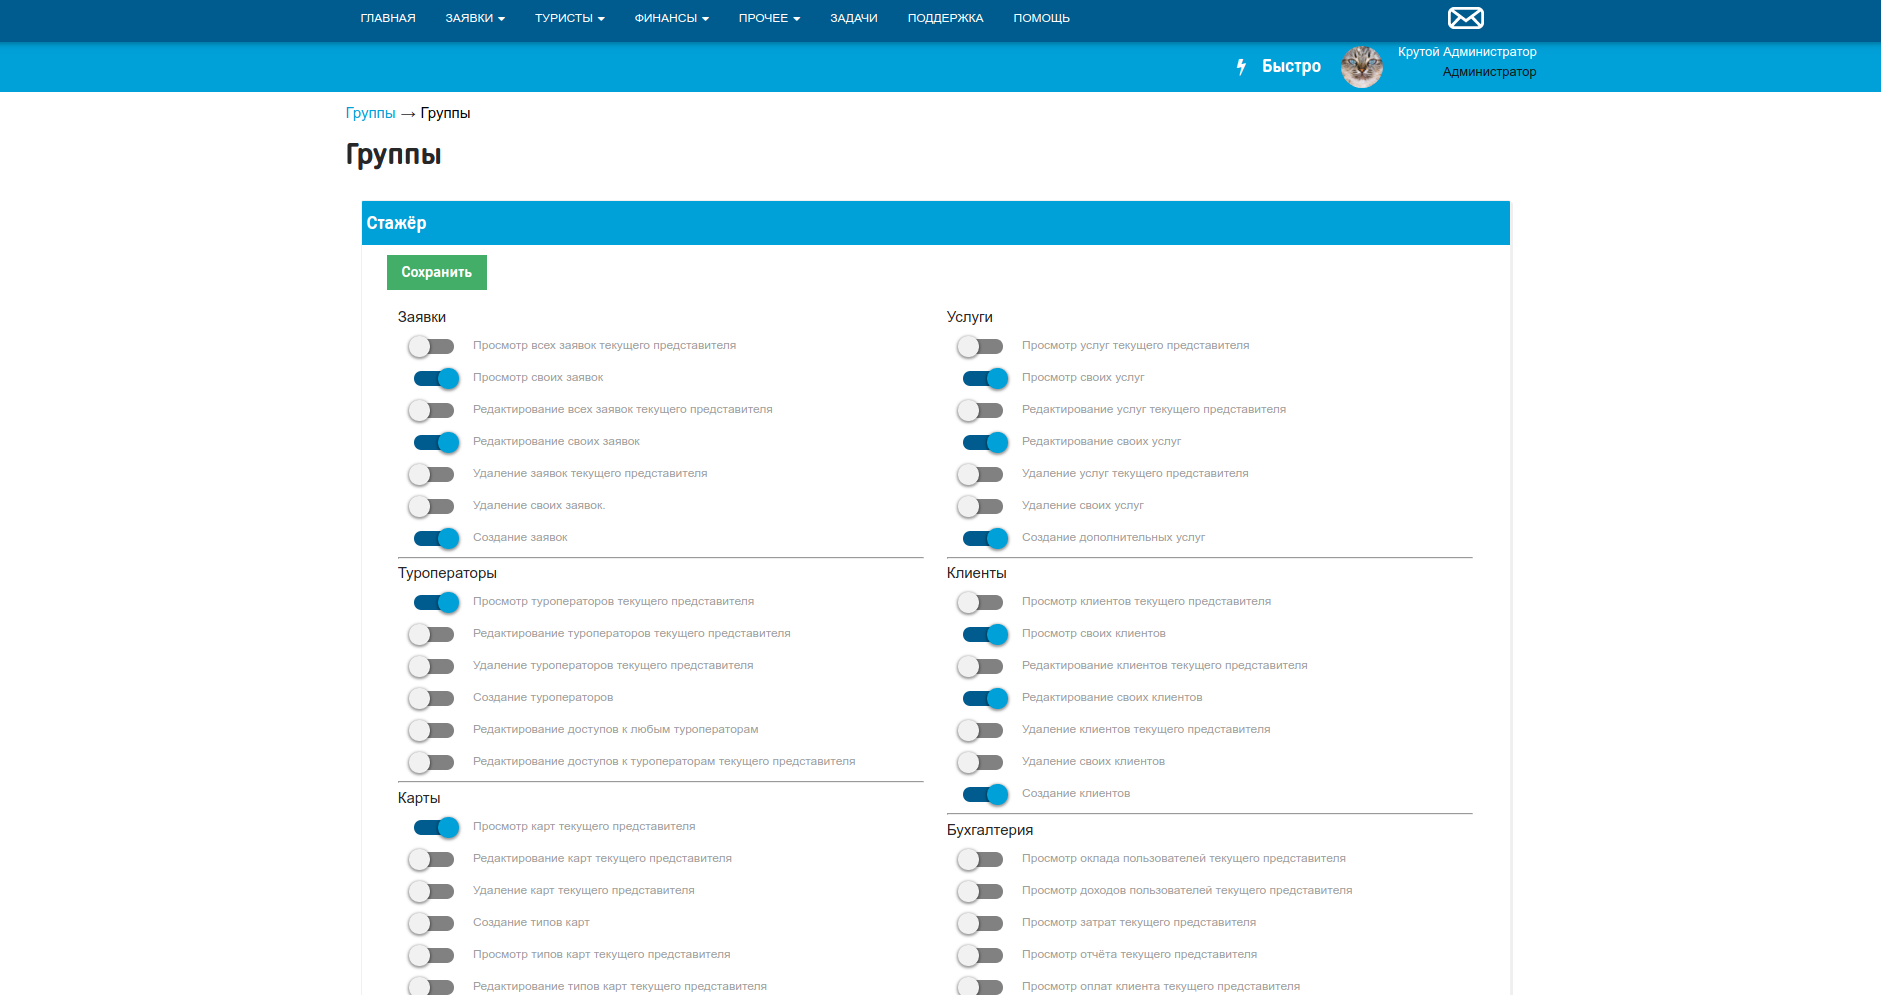 ГЛАВНАЯ ЗАЯВКИ ТУРИСТЫ ФИНАНСЫ ПРОЧЕЕ ЗАДАЧИ ПОДДЕРЖКА ПОМОЩЬ
Быстро
Крутой Администратор
Администратор
Группы → Группы
Группы
Стажёр
Сохранить
Заявки
Просмотр всех заявок текущего представителя
Просмотр своих заявок
Редактирование всех заявок текущего представителя
Редактирование своих заявок
Удаление заявок текущего представителя
Удаление своих заявок.
Создание заявок
Туроператоры
Просмотр туроператоров текущего представителя
Редактирование туроператоров текущего представителя
Удаление туроператоров текущего представителя
Создание туроператоров
Редактирование доступов к любым туроператорам
Редактирование доступов к туроператорам текущего представителя
Карты
Просмотр карт текущего представителя
Редактирование карт текущего представителя
Удаление карт текущего представителя
Создание типов карт
Просмотр типов карт текущего представителя
Редактирование типов карт текущего представителя
Услуги
Просмотр услуг текущего представителя
Просмотр своих услуг
Редактирование услуг текущего представителя
Редактирование своих услуг
Удаление услуг текущего представителя
Удаление своих услуг
Создание дополнительных услуг
Клиенты
Просмотр клиентов текущего представителя
Просмотр своих клиентов
Редактирование клиентов текущего представителя
Редактирование своих клиентов
Удаление клиентов текущего представителя
Удаление своих клиентов
Создание клиентов
Бухгалтерия
Просмотр оклада пользователей текущего представителя
Просмотр доходов пользователей текущего представителя
Просмотр затрат текущего представителя
Просмотр отчёта текущего представителя
Просмотр оплат клиента текущего представителя